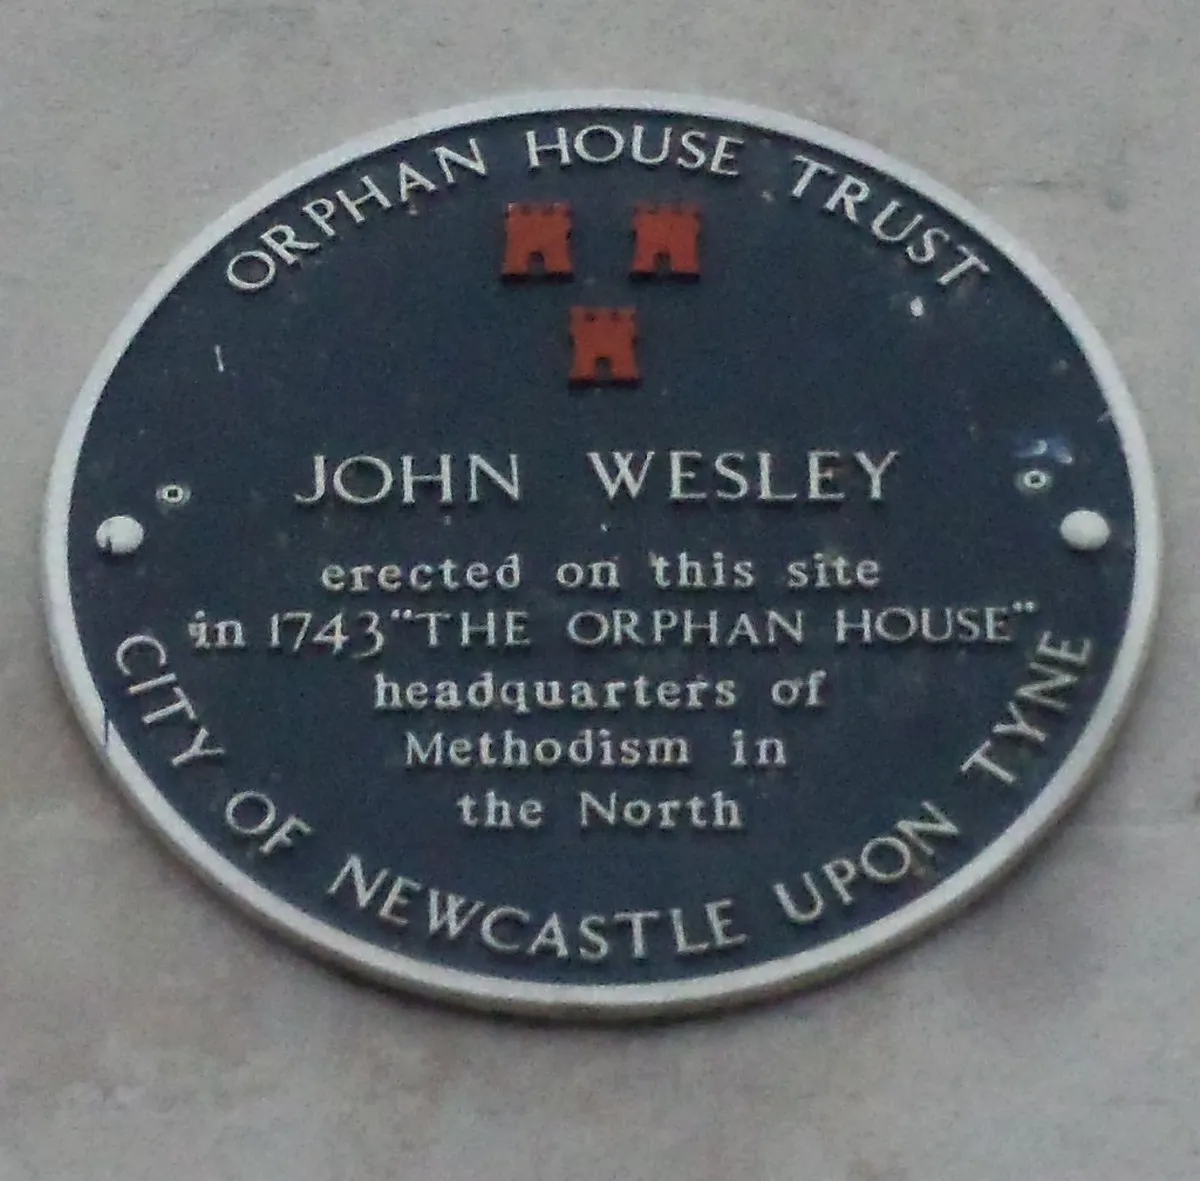 ORPHAN HOUSE TRUST
JOHN WESLEY
erected on this site
in 1743 "THE ORPHAN HOUSE"
headquarters of
Methodism in
the North
CITY OF NEWCASTLE UPON TYNE